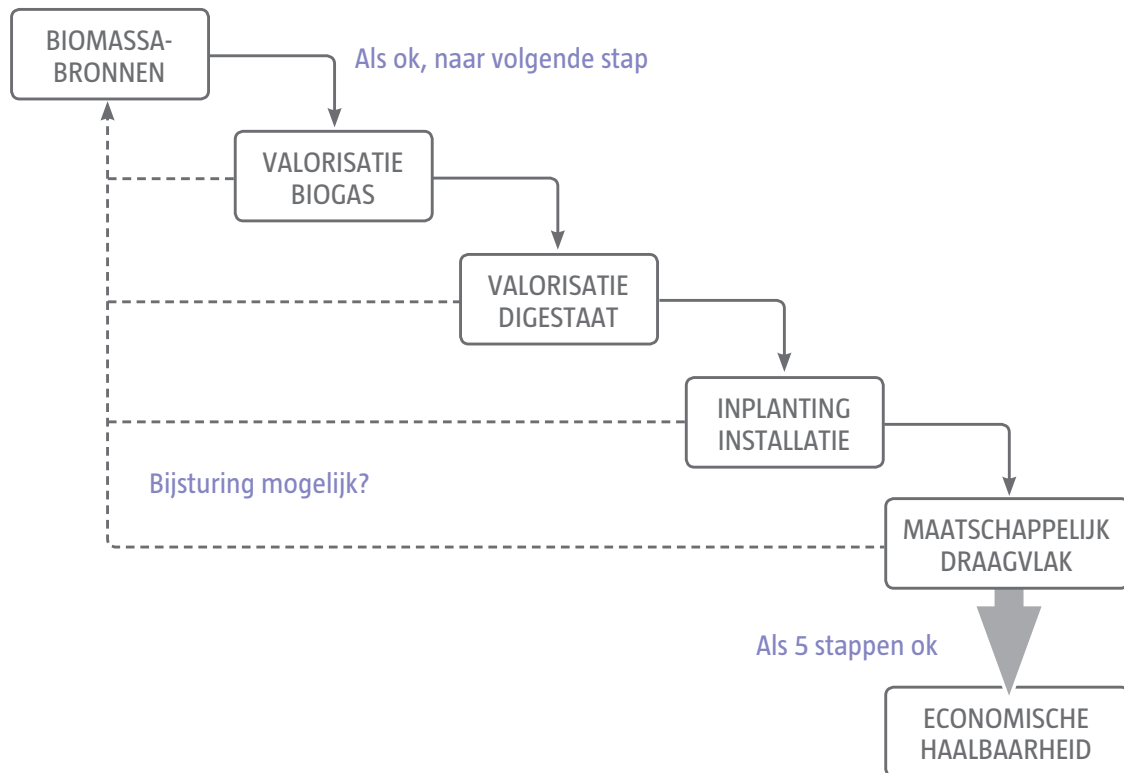 BIOMASSA-
BRONNEN
Als ok, naar volgende stap
VALORISATIE
BIOGAS
VALORISATIE
DIGESTAAT
INPLANTING
INSTALLATIE
Bijsturing mogelijk?
MAATSCHAPPELIJK
DRAAGVLAK
Als 5 stappen ok
ECONOMISCHE
HAALBAARHEID